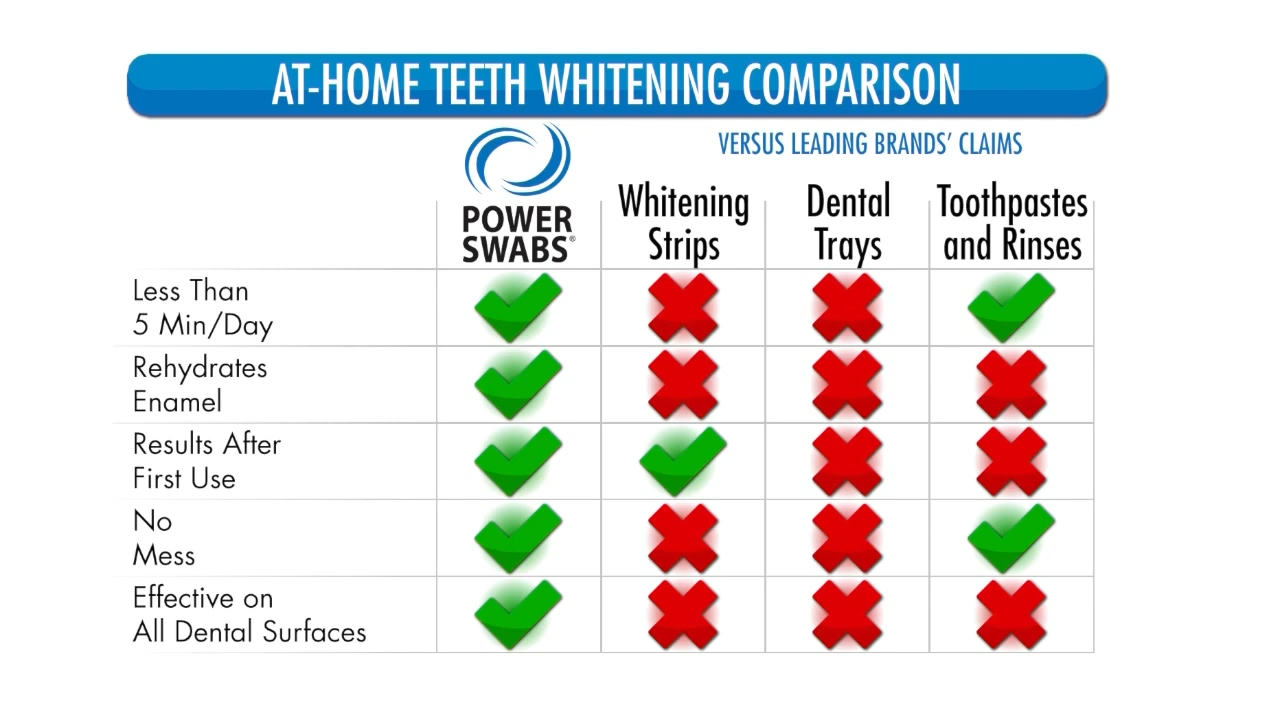 AT-HOME TEETH WHITENING COMPARISON
VERSUS LEADING BRANDS' CLAIMS
POWER
SWABS®
Whitening
Strips
Dental
Trays
Toothpastes
and Rinses
Less Than
5 Min/Day
Rehydrates
Enamel
Results After
First Use
No
Mess
Effective on
All Dental Surfaces